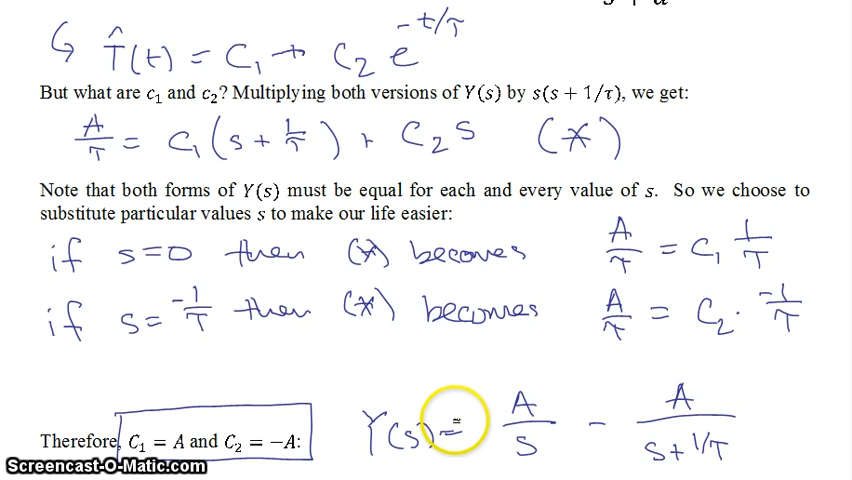 ↳ T̂(t) = C₁ + C₂ e^(-t/τ)
But what are c₁ and c₂? Multiplying both versions of Y(s) by s(s + 1/τ), we get:
A/τ = C₁(s + 1/τ) + C₂ s (*)
Note that both forms of Y(s) must be equal for each and every value of s. So we choose to
substitute particular values s to make our life easier:
if s=0 then (*) becomes A/τ = C₁ 1/τ
if s= -1/τ then (*) becomes A/τ = C₂ · -1/τ
Therefore, C₁ = A and C₂ = −A: Y(s) = A/s - A/(s+1/τ)
Screencast-O-Matic.com